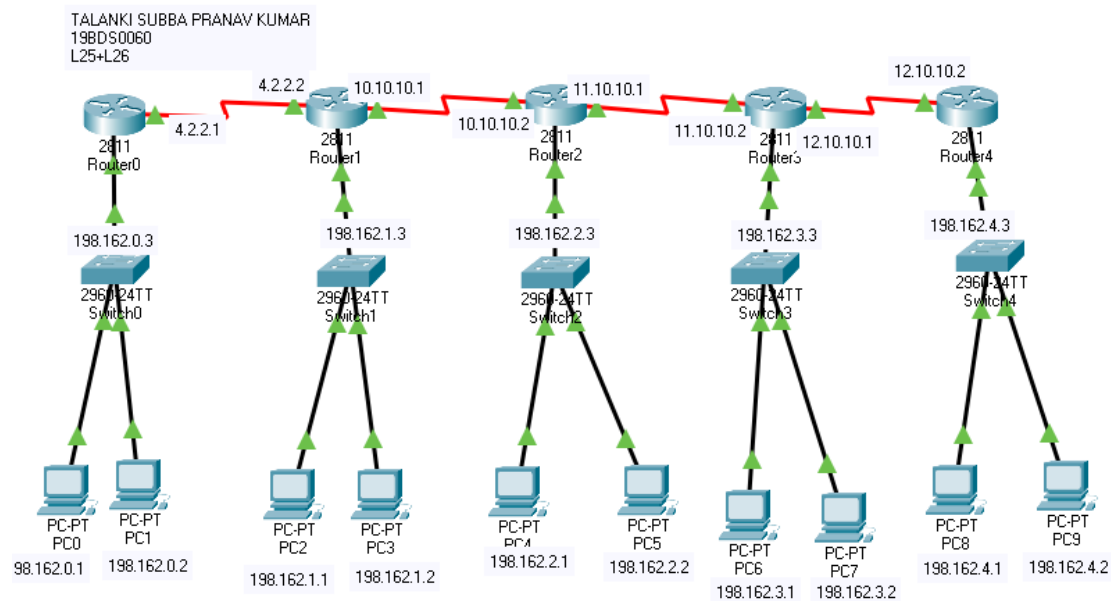 TALANKI SUBBA PRANAV KUMAR
19BDS0060
L25+L26
4.2.2.2
10.10.10.1
11.10.10.1
12.10.10.2
4.2.2.1
10.10.10.2
11.10.10.2
12.10.10.1
2811
Router0
2811
Router1
2811
Router2
2811
Router3
2811
Router4
198.162.0.3
198.162.1.3
198.162.2.3
198.162.3.3
198.162.4.3
2960-24TT
Switch0
2960-24TT
Switch1
2960-24TT
Switch2
2960-24TT
Switch3
2960-24TT
Switch4
PC-PT
PC0
PC-PT
PC1
PC-PT
PC2
PC-PT
PC3
PC-PT
PC4
PC-PT
PC5
PC-PT
PC6
PC-PT
PC7
PC-PT
PC8
PC-PT
PC9
98.162.0.1
198.162.0.2
198.162.1.1
198.162.1.2
198.162.2.1
198.162.2.2
198.162.3.1
198.162.3.2
198.162.4.1
198.162.4.2